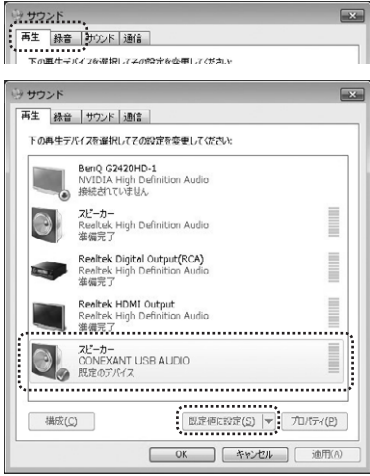 サウンド
再生 録音 サウンド 通信
下の再生デバイスを選択してその設定を変更してください:
サウンド
再生 録音 サウンド 通信
下の再生デバイスを選択してその設定を変更してください:
BenQ G2420HD-1
NVIDIA High Definition Audio
接続されていません
スピーカー
Realtek High Definition Audio
準備完了
Realtek Digital Output(RCA)
Realtek High Definition Audio
準備完了
Realtek HDMI Output
Realtek High Definition Audio
準備完了
スピーカー
CONEXANT USB AUDIO
既定のデバイス
構成(C) 既定値に設定(S) プロパティ(P)
OK キャンセル 適用(A)